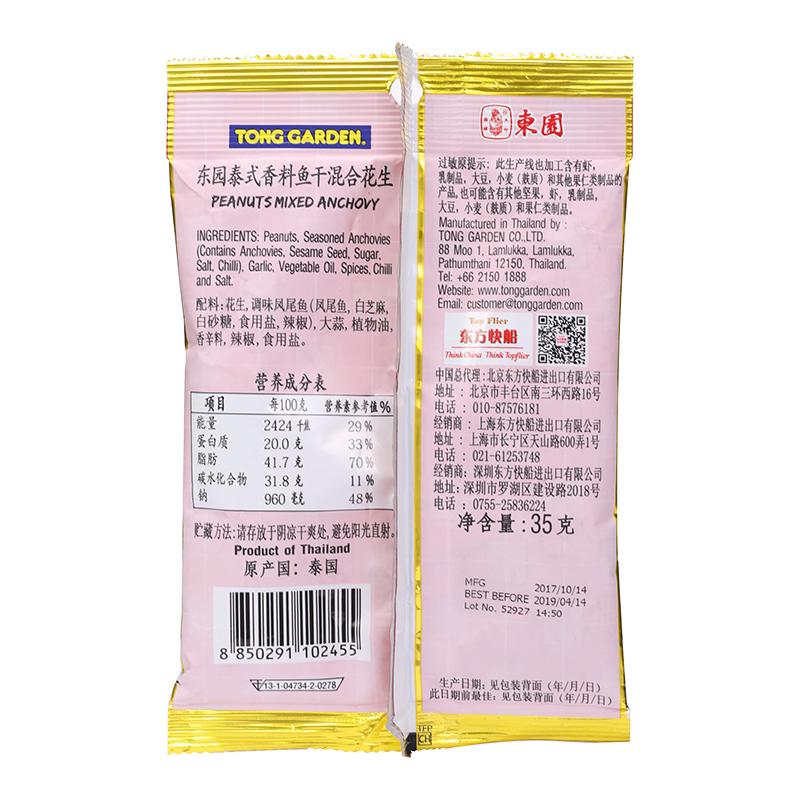 TONG GARDEN.
东园泰式香料鱼干混合花生
PEANUTS MIXED ANCHOVY
INGREDIENTS: Peanuts, Seasoned Anchovies
(Contains Anchovies, Sesame Seed, Sugar,
Salt, Chilli), Garlic, Vegetable Oil, Spices, Chilli
and Salt.
配料:花生,调味凤尾鱼(凤尾鱼,白芝麻,
白砂糖,食用盐,辣椒),大蒜,植物油,
香辛料,辣椒,食用盐。
营养成分表
项目 每100克 营养素参考值%
能量 2424 千焦 29%
蛋白质 20.0 克 33%
脂肪 41.7 克 70%
碳水化合物 31.8 克 11%
钠 960 毫克 48%
贮藏方法:请存放于阴凉干爽处,避免阳光直射。
Product of Thailand
原产国:泰国
8 850291 102455
13-1-04734-2-0278
東園
过敏原提示:此生产线也加工含有虾,
乳制品,大豆,小麦(麸质)和其他果仁类制品的
产品,也可能含有其他坚果,虾,乳制品,
大豆,小麦(麸质)和果仁类制品。
Manufactured in Thailand by :
TONG GARDEN CO.,LTD.
88 Moo 1, Lamlukka, Lamlukka,
Pathumthani 12150, Thailand.
Tel: +66 2150 1888
Website: www.tonggarden.com
Email: customer@tonggarden.com
Top Flier
东方快船
Think China Think Topflier
中国总代理:北京东方快船进出口有限公司
地址:北京市丰台区南三环西路16号
电话:010-87576181
经销商:上海东方快船进出口有限公司
地址:上海市长宁区天山路600弄1号
电话:021-61253748
经销商:深圳东方快船进出口有限公司
地址:深圳市罗湖区建设路2018号
电话:0755-25836224
净含量:35克
MFG 2017/10/14
BEST BEFORE 2019/04/14
Lot No. 52927 14:50
生产日期:见包装背面(年/月/日)
此日期前最佳:见包装背面(年/月/日)
TFP
CH